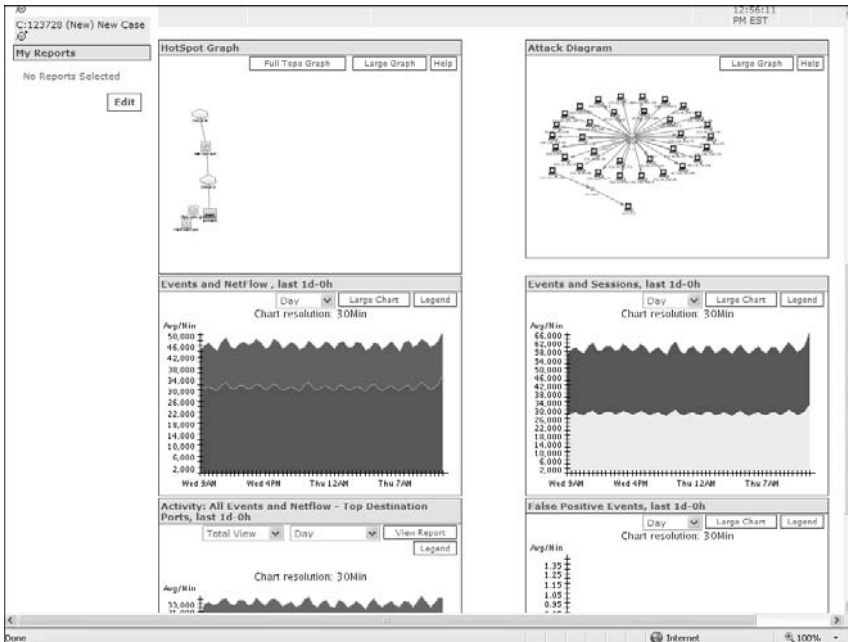 12:56:11
PM EST
C:123728 (New) New Case
My Reports
No Reports Selected
Edit
HotSpot Graph
Full Topo Graph
Large Graph
Help
Attack Diagram
Large Graph
Help
Events and NetFlow , last 1d-0h
Day
Large Chart
Legend
Chart resolution: 30Min
Avg/Min
50,000
46,000
42,000
38,000
34,000
30,000
26,000
22,000
18,000
14,000
10,000
6,000
2,000
Wed 9AM Wed 4PM Thu 12AM Thu 7AM
Events and Sessions, last 1d-0h
Day
Large Chart
Legend
Chart resolution: 30Min
Avg/Min
66,000
62,000
58,000
54,000
50,000
46,000
42,000
38,000
34,000
30,000
26,000
22,000
18,000
14,000
10,000
6,000
2,000
Wed 9AM Wed 4PM Thu 12AM Thu 7AM
Activity: All Events and Netflow - Top Destination
Ports, last 1d-0h
Total View
Day
View Report
Legend
Chart resolution: 30Min
Avg/Min
33,000
False Positive Events, last 1d-0h
Day
Large Chart
Legend
Chart resolution: 30Min
Avg/Min
1.35
1.25
1.15
1.05
0.95
Done
Internet
100%